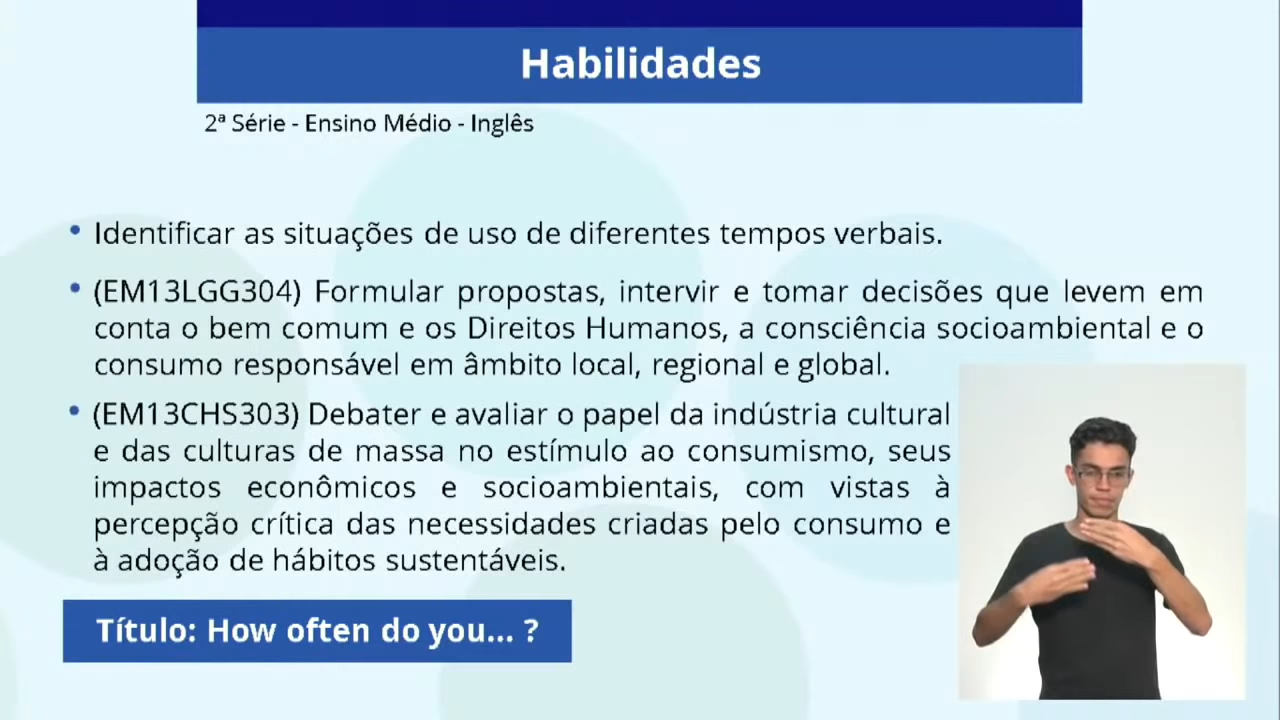 Habilidades
2ª Série - Ensino Médio - Inglês
• Identificar as situações de uso de diferentes tempos verbais.
• (EM13LGG304) Formular propostas, intervir e tomar decisões que levem em
conta o bem comum e os Direitos Humanos, a consciência socioambiental e o
consumo responsável em âmbito local, regional e global.
• (EM13CHS303) Debater e avaliar o papel da indústria cultural
e das culturas de massa no estímulo ao consumismo, seus
impactos econômicos e socioambientais, com vistas à
percepção crítica das necessidades criadas pelo consumo e
à adoção de hábitos sustentáveis.
Título: How often do you... ?